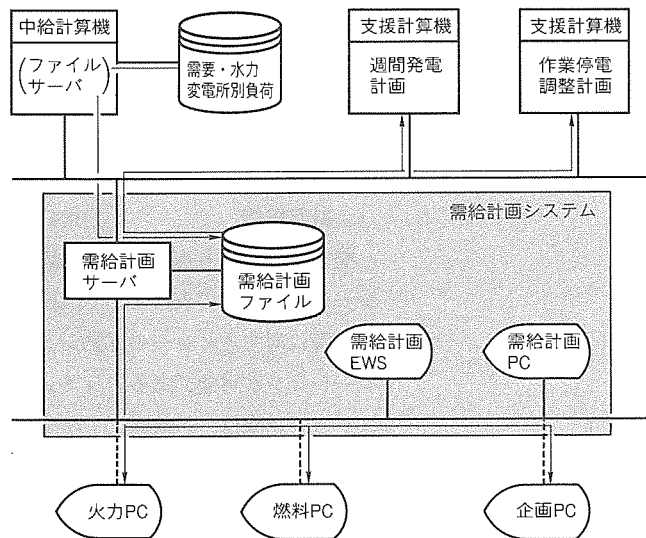 中給計算機
(ファイル
サーバ)
需要・水力
変電所別負荷
支援計算機
週間発電
計画
支援計算機
作業停電
調整計画
需給計画システム
需給計画
サーバ
需給計画
ファイル
需給計画
EWS
需給計画
PC
火力PC
燃料PC
企画PC